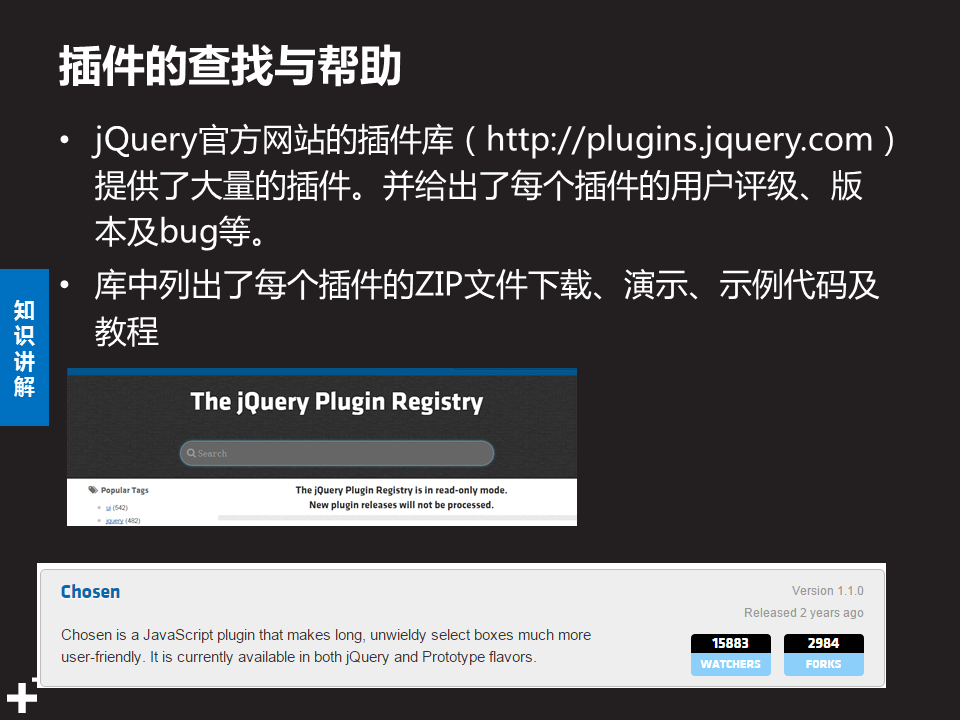 插件的查找与帮助
• jQuery官方网站的插件库（http://plugins.jquery.com）
提供了大量的插件。并给出了每个插件的用户评级、版
本及bug等。
• 库中列出了每个插件的ZIP文件下载、演示、示例代码及
教程
知
识
讲
解
The jQuery Plugin Registry
Search
Popular Tags
ui (542)
jquery (482)
The jQuery Plugin Registry is in read-only mode.
New plugin releases will not be processed.
Chosen
Version 1.1.0
Released 2 years ago
Chosen is a JavaScript plugin that makes long, unwieldy select boxes much more
user-friendly. It is currently available in both jQuery and Prototype flavors.
15883 2984
WATCHERS FORKS